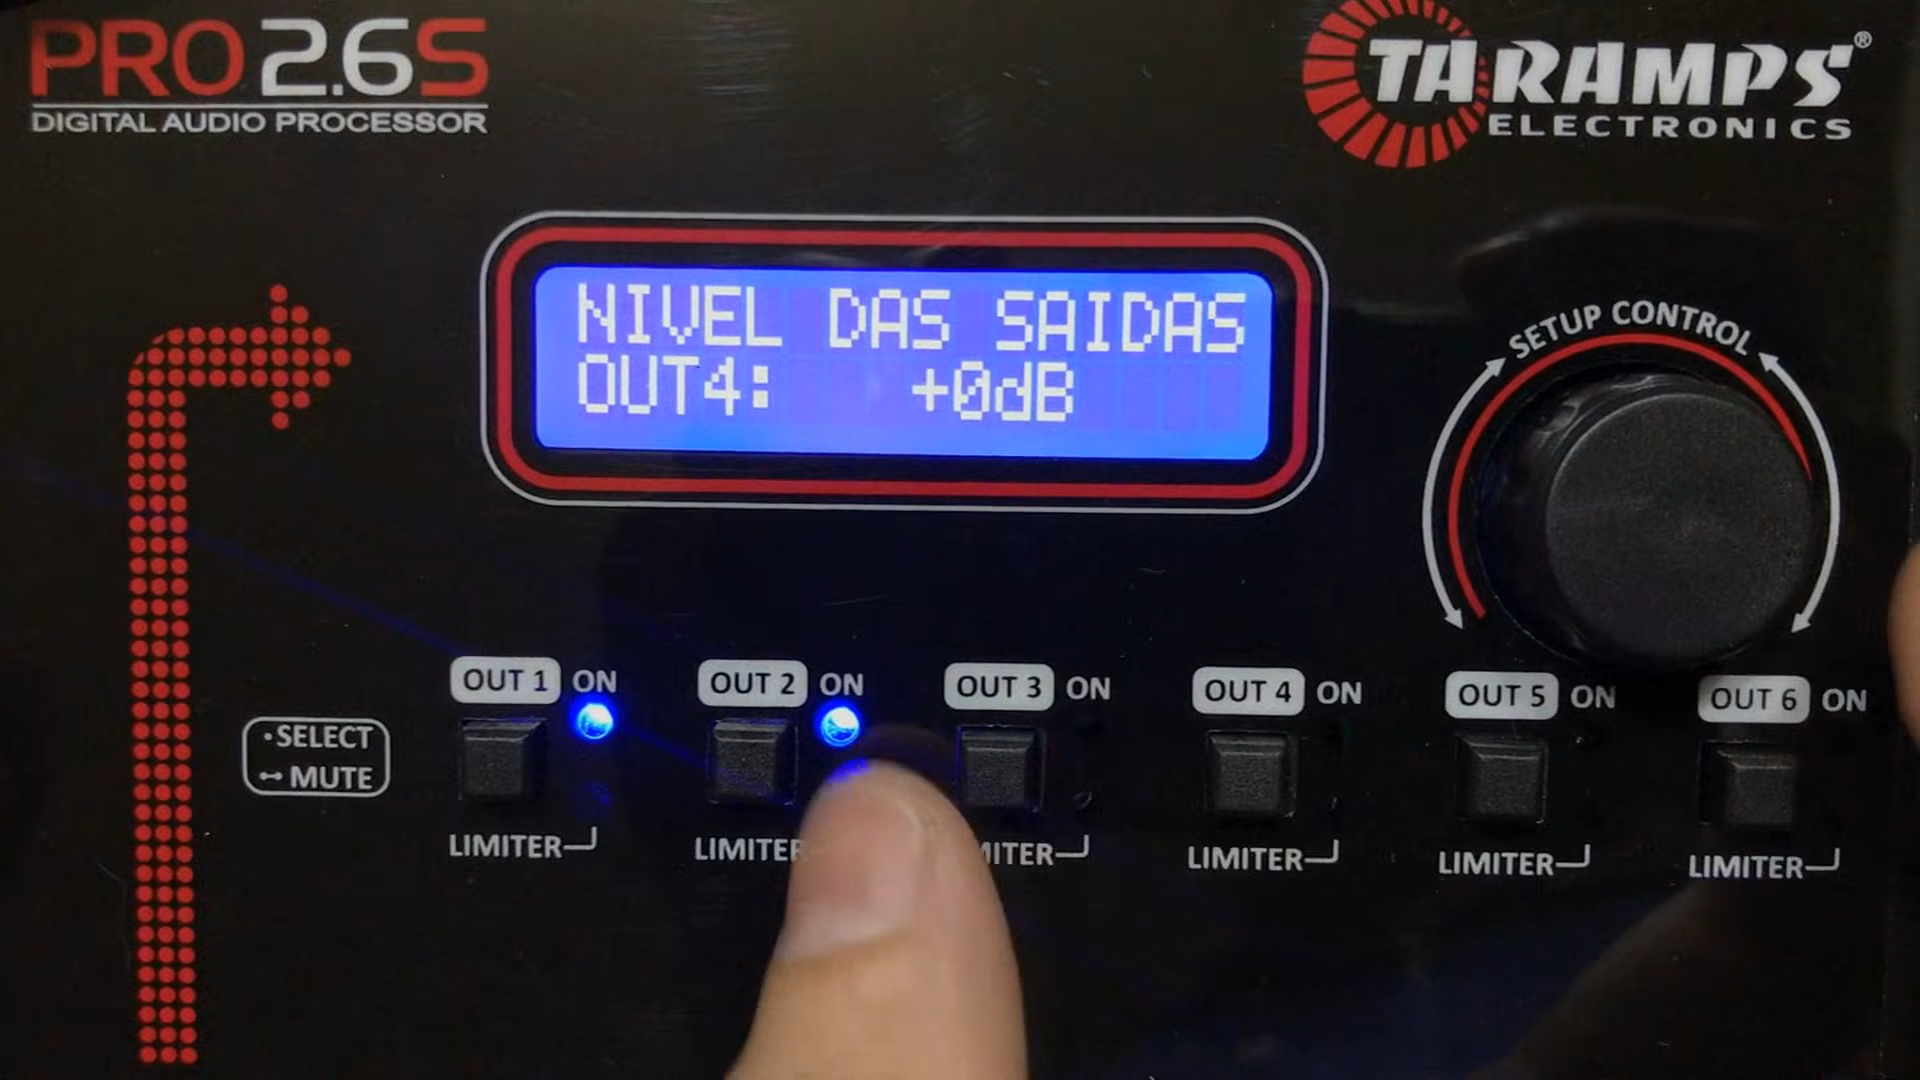 PRO 2.6S
DIGITAL AUDIO PROCESSOR
TARAMPS®
ELECTRONICS
NIVEL DAS SAIDAS
OUT4: +0dB
SETUP CONTROL
OUT 1 ON
OUT 2 ON
OUT 3 ON
OUT 4 ON
OUT 5 ON
OUT 6 ON
SELECT
MUTE
LIMITER
LIMITER
LIMITER
LIMITER
LIMITER